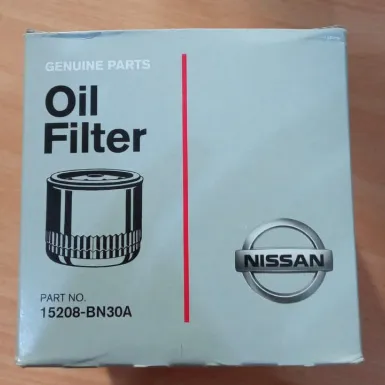 GENUINE PARTS
Oil
Filter
NISSAN
PART NO.
15208-BN30A